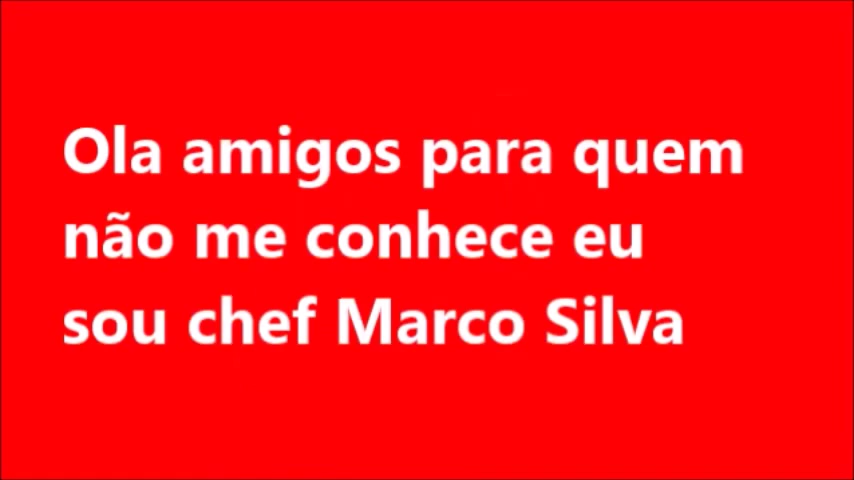 Ola amigos para quem
não me conhece eu
sou chef Marco Silva